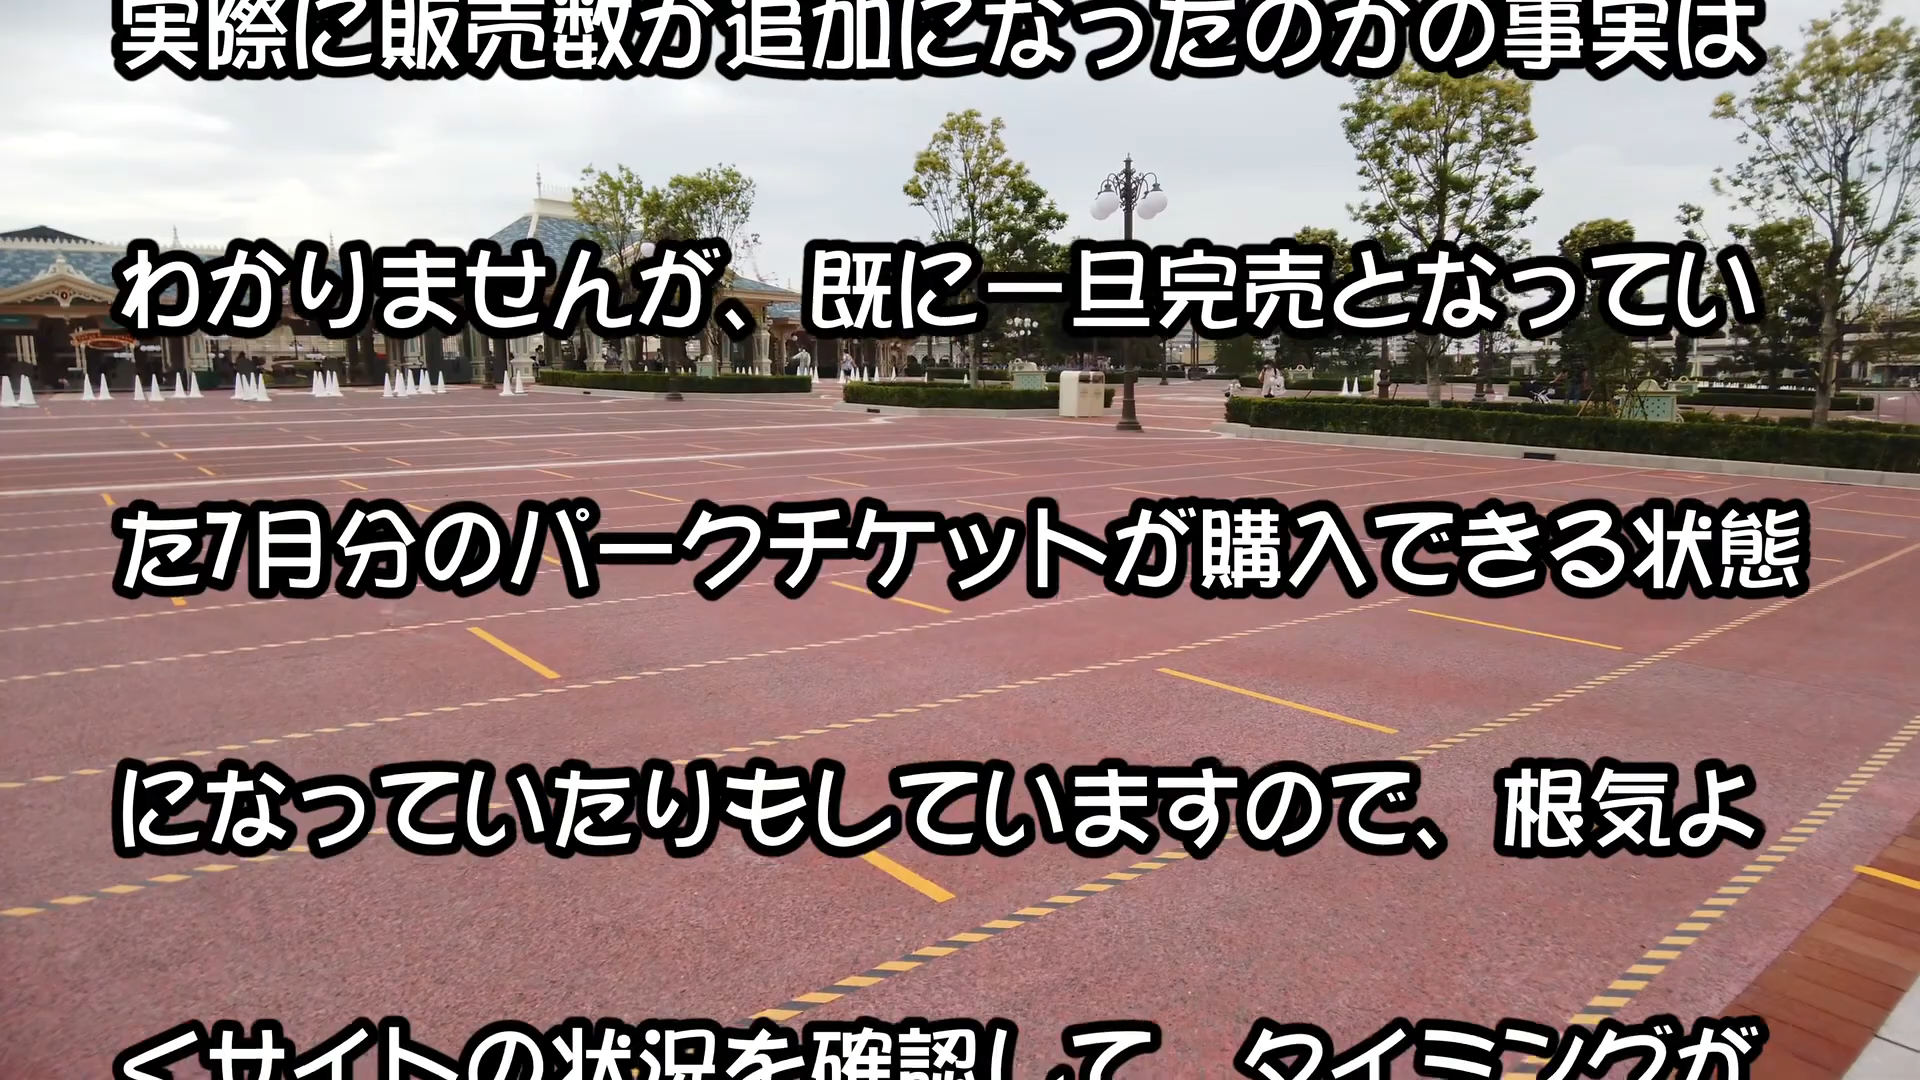 実際に販売数が追加になったのかの事実は
わかりませんが、既に一旦完売となってい
た7月分のパークチケットが購入できる状態
になっていたりもしていますので、根気よ
くサイトの状況を確認して、タイミングが